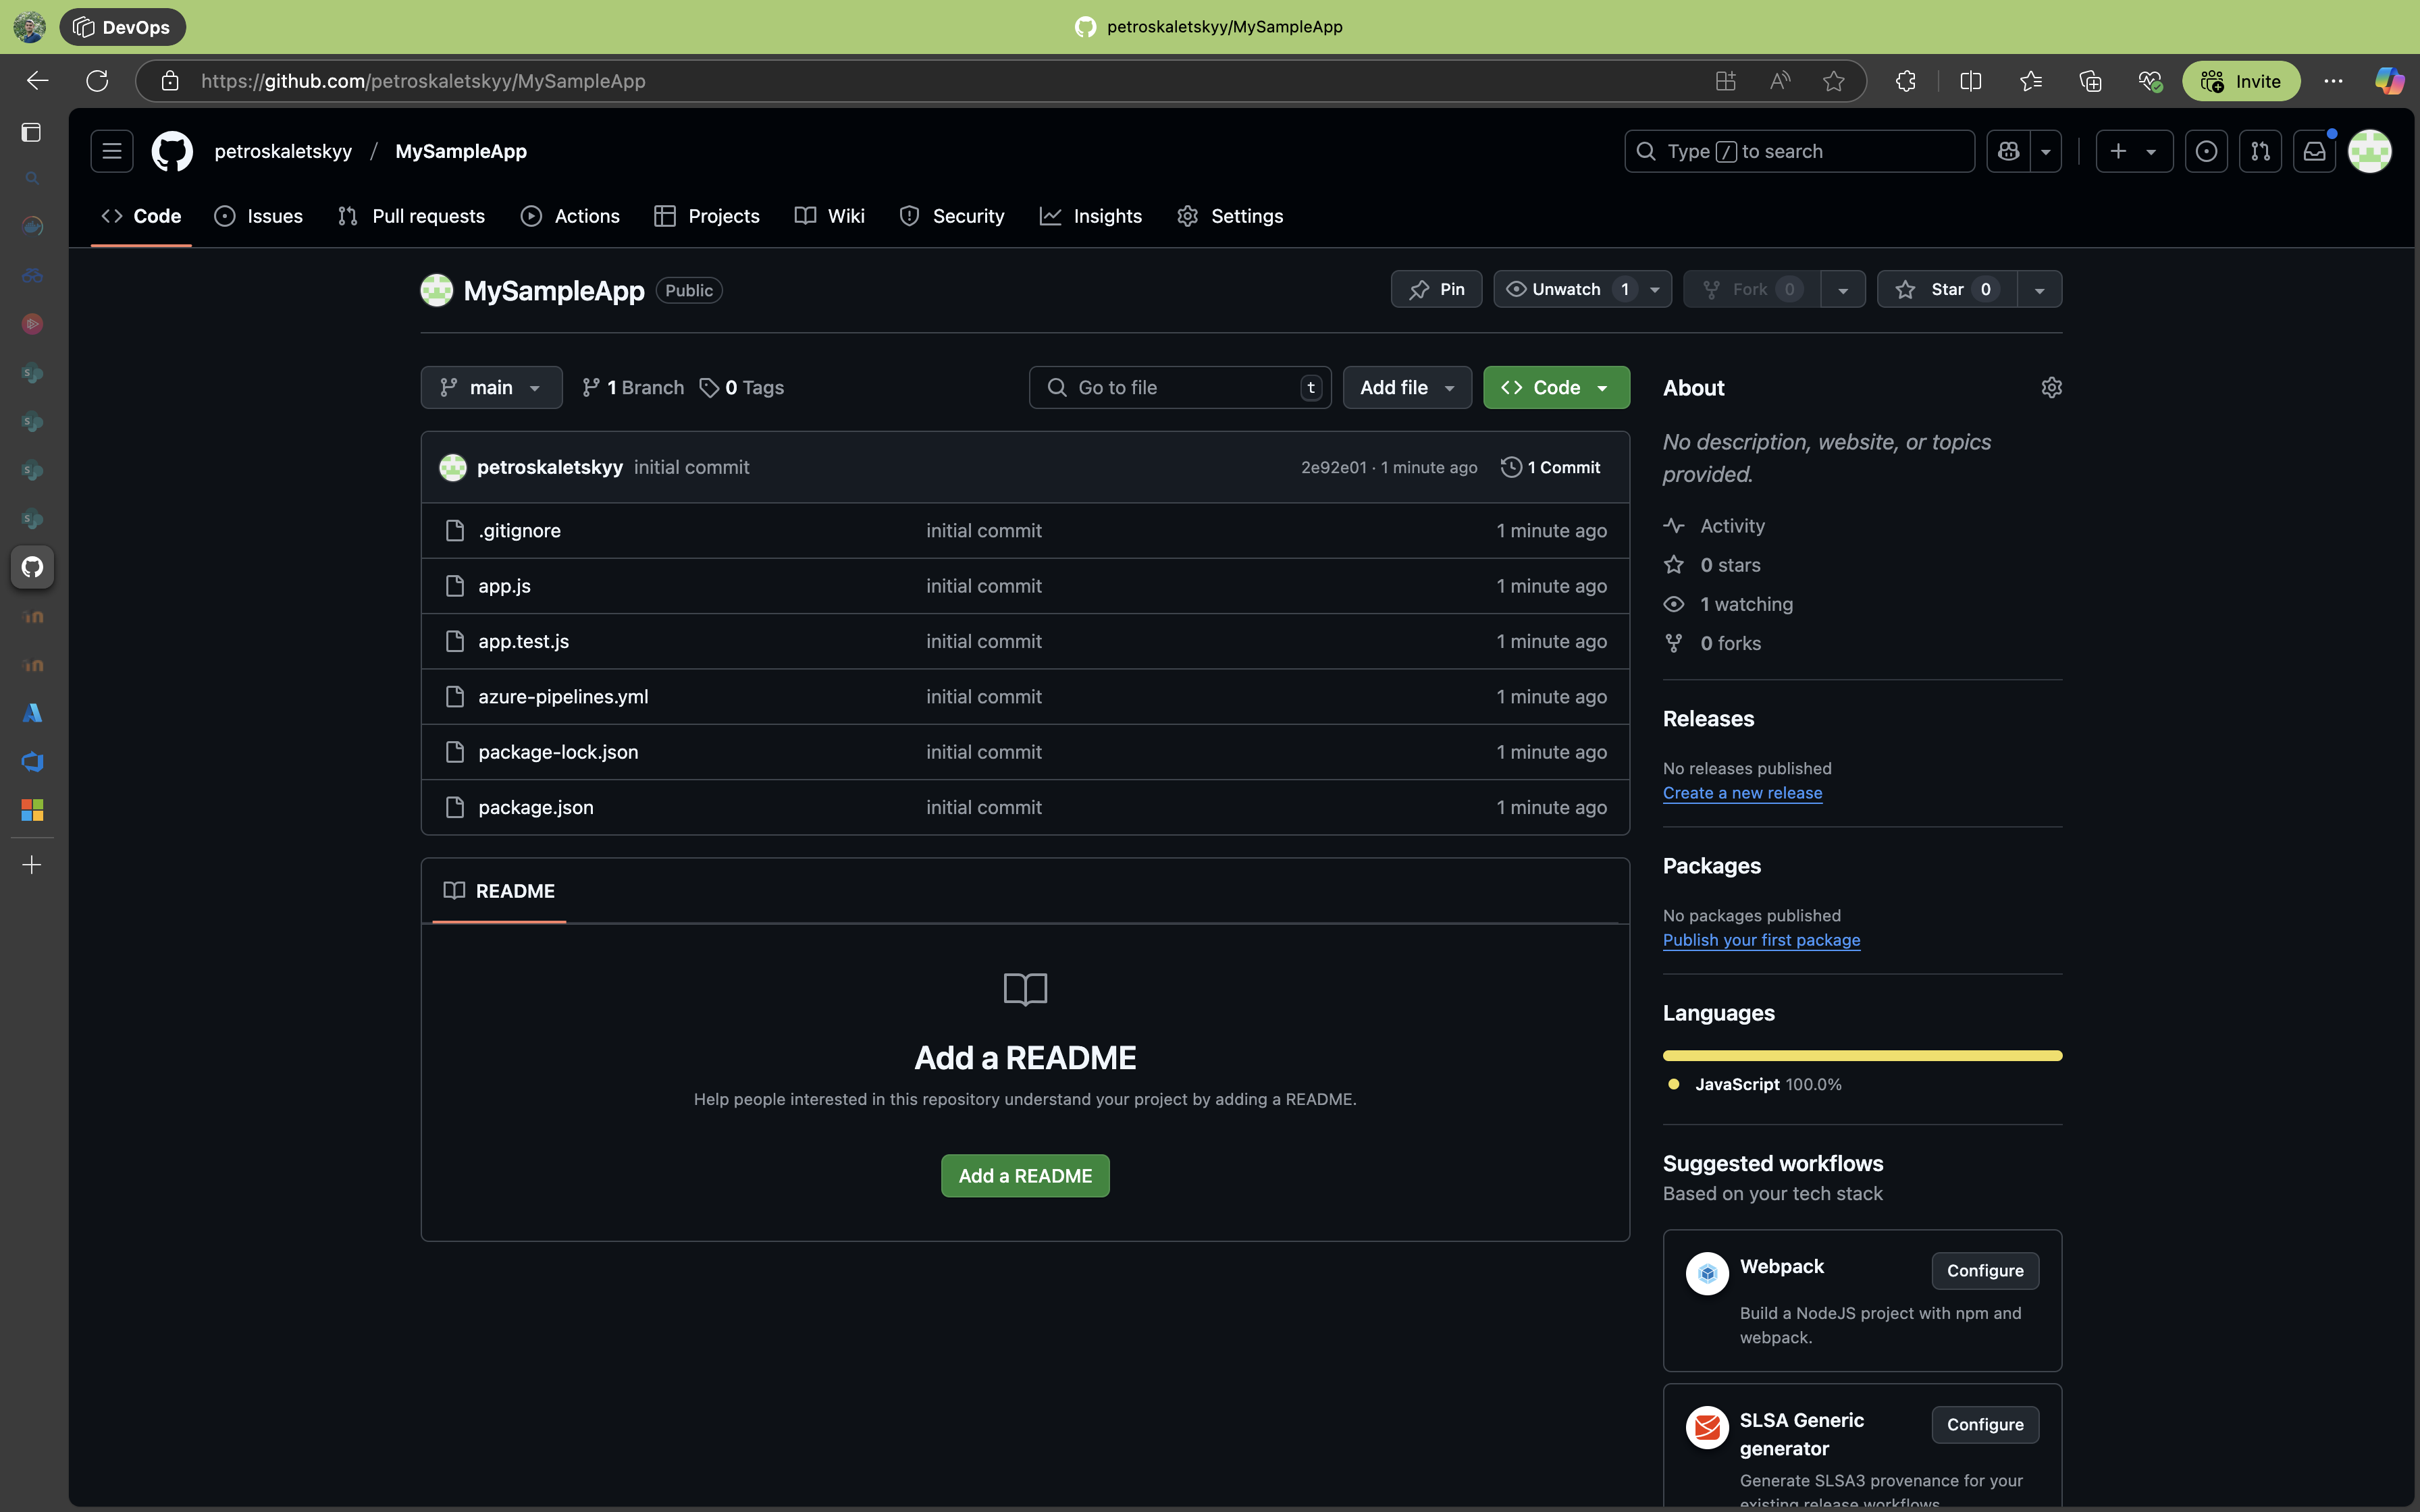 DevOps
petroskaletskyy/MySampleApp
https://github.com/petroskaletskyy/MySampleApp
Invite
petroskaletskyy / MySampleApp
Type / to search
Code Issues Pull requests Actions Projects Wiki Security Insights Settings
MySampleApp Public
Pin Unwatch 1 Fork 0 Star 0
main 1 Branch 0 Tags
Go to file t Add file Code
petroskaletskyy initial commit 2e92e01 · 1 minute ago 1 Commit
.gitignore initial commit 1 minute ago
app.js initial commit 1 minute ago
app.test.js initial commit 1 minute ago
azure-pipelines.yml initial commit 1 minute ago
package-lock.json initial commit 1 minute ago
package.json initial commit 1 minute ago
README
Add a README
Help people interested in this repository understand your project by adding a README.
Add a README
About
No description, website, or topics
provided.
Activity
0 stars
1 watching
0 forks
Releases
No releases published
Create a new release
Packages
No packages published
Publish your first package
Languages
JavaScript 100.0%
Suggested workflows
Based on your tech stack
Webpack
Configure
Build a NodeJS project with npm and
webpack.
SLSA Generic
generator
Configure
Generate SLSA3 provenance for your
existing release workflows